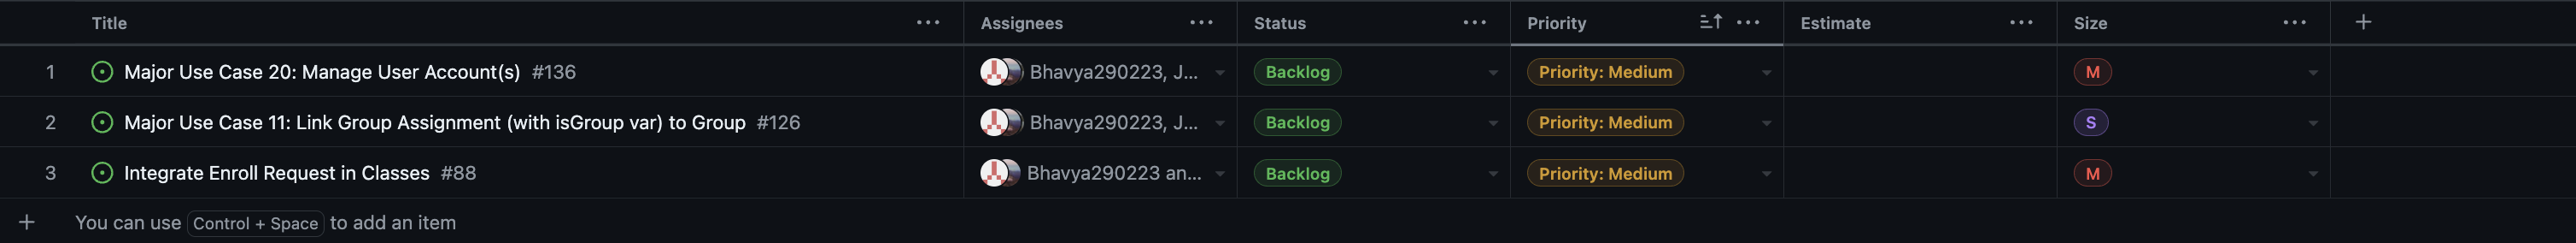 Title ... Assignees ... Status ... Priority ... Estimate ... Size ... +
1 Major Use Case 20: Manage User Account(s) #136 Bhavya290223, J... Backlog Priority: Medium M
2 Major Use Case 11: Link Group Assignment (with isGroup var) to Group #126 Bhavya290223, J... Backlog Priority: Medium S
3 Integrate Enroll Request in Classes #88 Bhavya290223 an... Backlog Priority: Medium M
+ You can use Control + Space to add an item